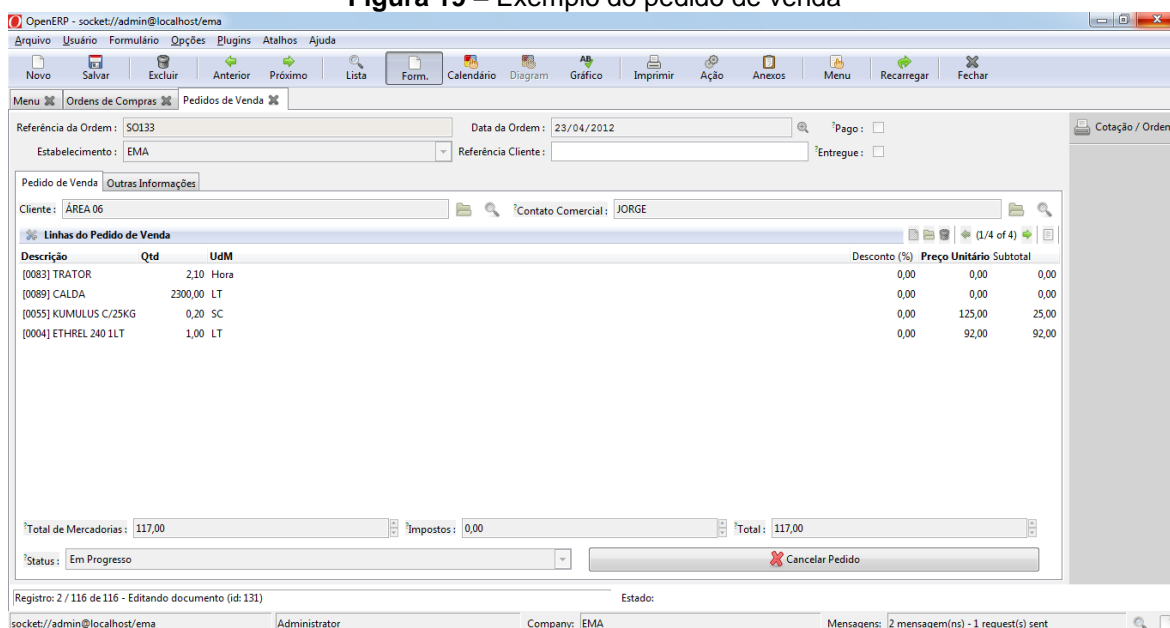 Figura 19 – Exemplo do pedido de venda
OpenERP - socket://admin@localhost/ema
Arquivo Usuário Formulário Opções Plugins Atalhos Ajuda
Novo Salvar Excluir Anterior Próximo Lista Form. Calendário Diagram Gráfico Imprimir Ação Anexos Menu Recarregar Fechar
Menu Ordens de Compras Pedidos de Venda
Referência da Ordem : SO133 Data da Ordem : 23/04/2012 ?Pago : Cotação / Orden
Estabelecimento : EMA Referência Cliente : ?Entregue :
Pedido de Venda Outras Informações
Cliente : ÁREA 06 ?Contato Comercial : JORGE
Linhas do Pedido de Venda (1/4 of 4)
Descrição Qtd UdM Desconto (%) Preço Unitário Subtotal
[0083] TRATOR 2,10 Hora 0,00 0,00 0,00
[0089] CALDA 2300,00 LT 0,00 0,00 0,00
[0055] KUMULUS C/25KG 0,20 SC 0,00 125,00 25,00
[0004] ETHREL 240 1LT 1,00 LT 0,00 92,00 92,00
?Total de Mercadorias : 117,00 ?Impostos : 0,00 ?Total : 117,00
?Status : Em Progresso Cancelar Pedido
Registro: 2 / 116 de 116 - Editando documento (id: 131) Estado:
socket://admin@localhost/ema Administrator Company: EMA Mensagens: 2 mensagem(ns) - 1 request(s) sent